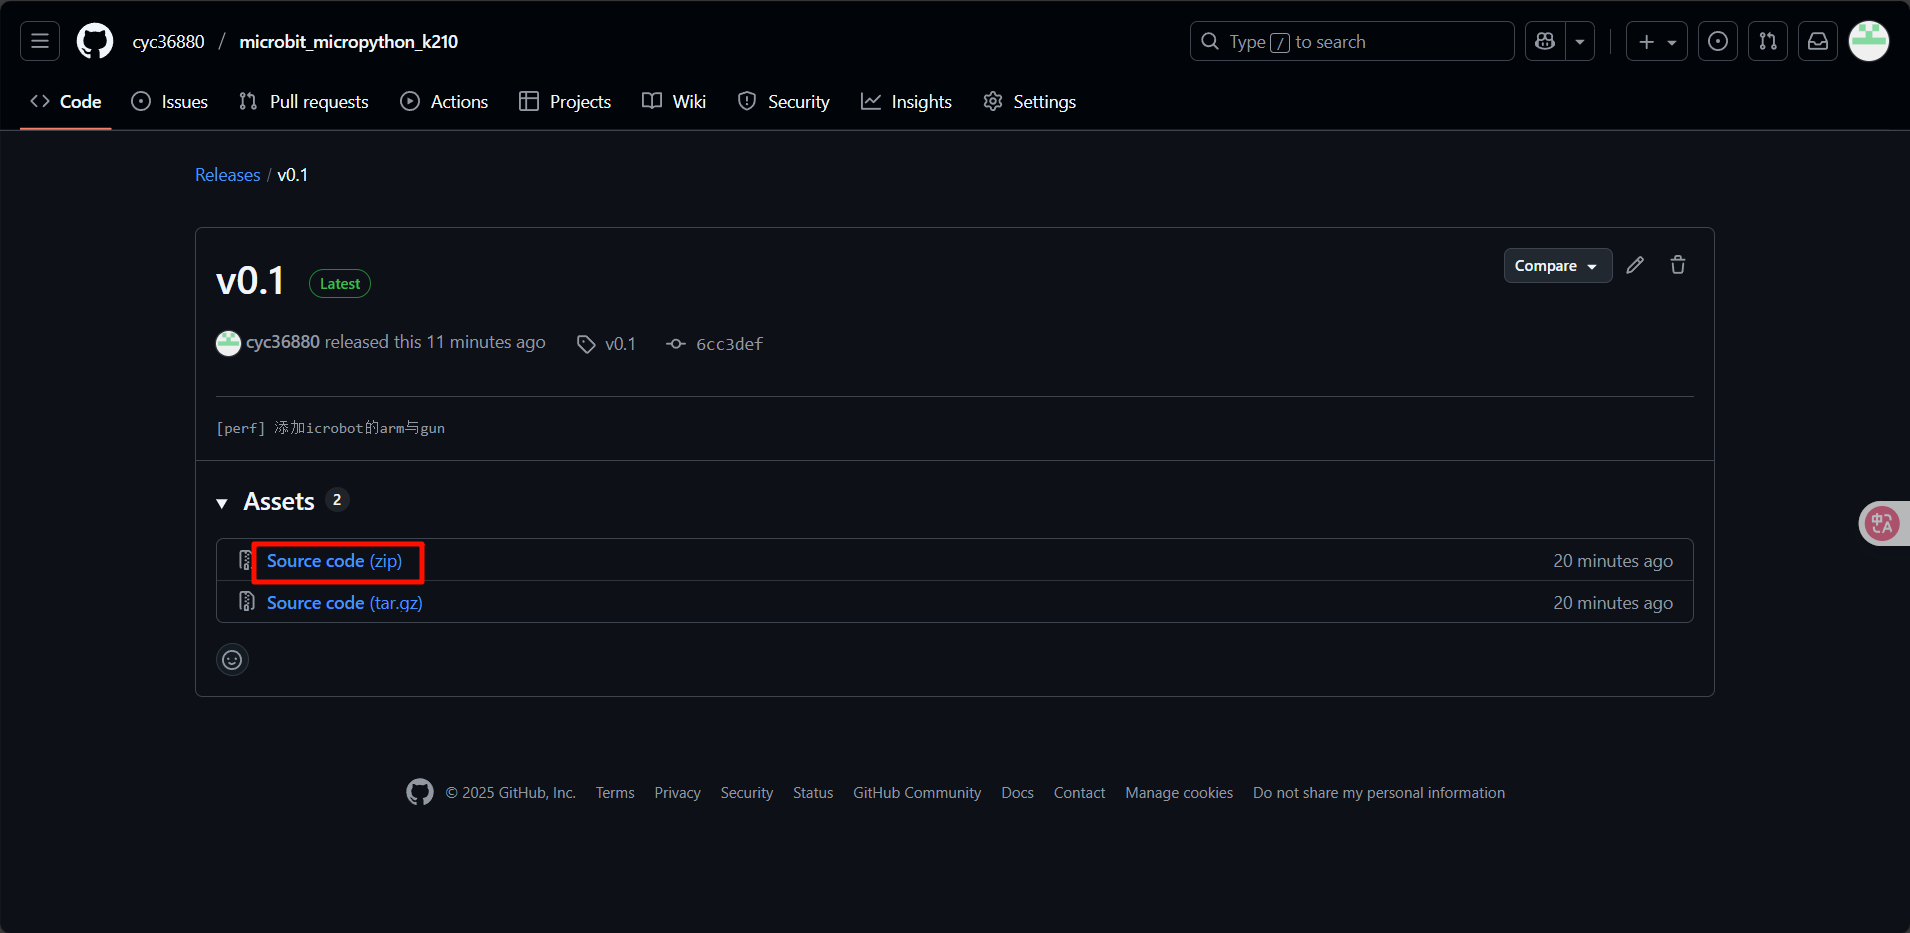 cyc36880 / microbit_micropython_k210
Type / to search
Code Issues Pull requests Actions Projects Wiki Security Insights Settings
Releases / v0.1
v0.1 Latest
Compare
cyc36880 released this 11 minutes ago v0.1 6cc3def
[perf] 添加icrobot的arm与gun
Assets 2
Source code (zip) 20 minutes ago
Source code (tar.gz) 20 minutes ago
中A
© 2025 GitHub, Inc. Terms Privacy Security Status GitHub Community Docs Contact Manage cookies Do not share my personal information